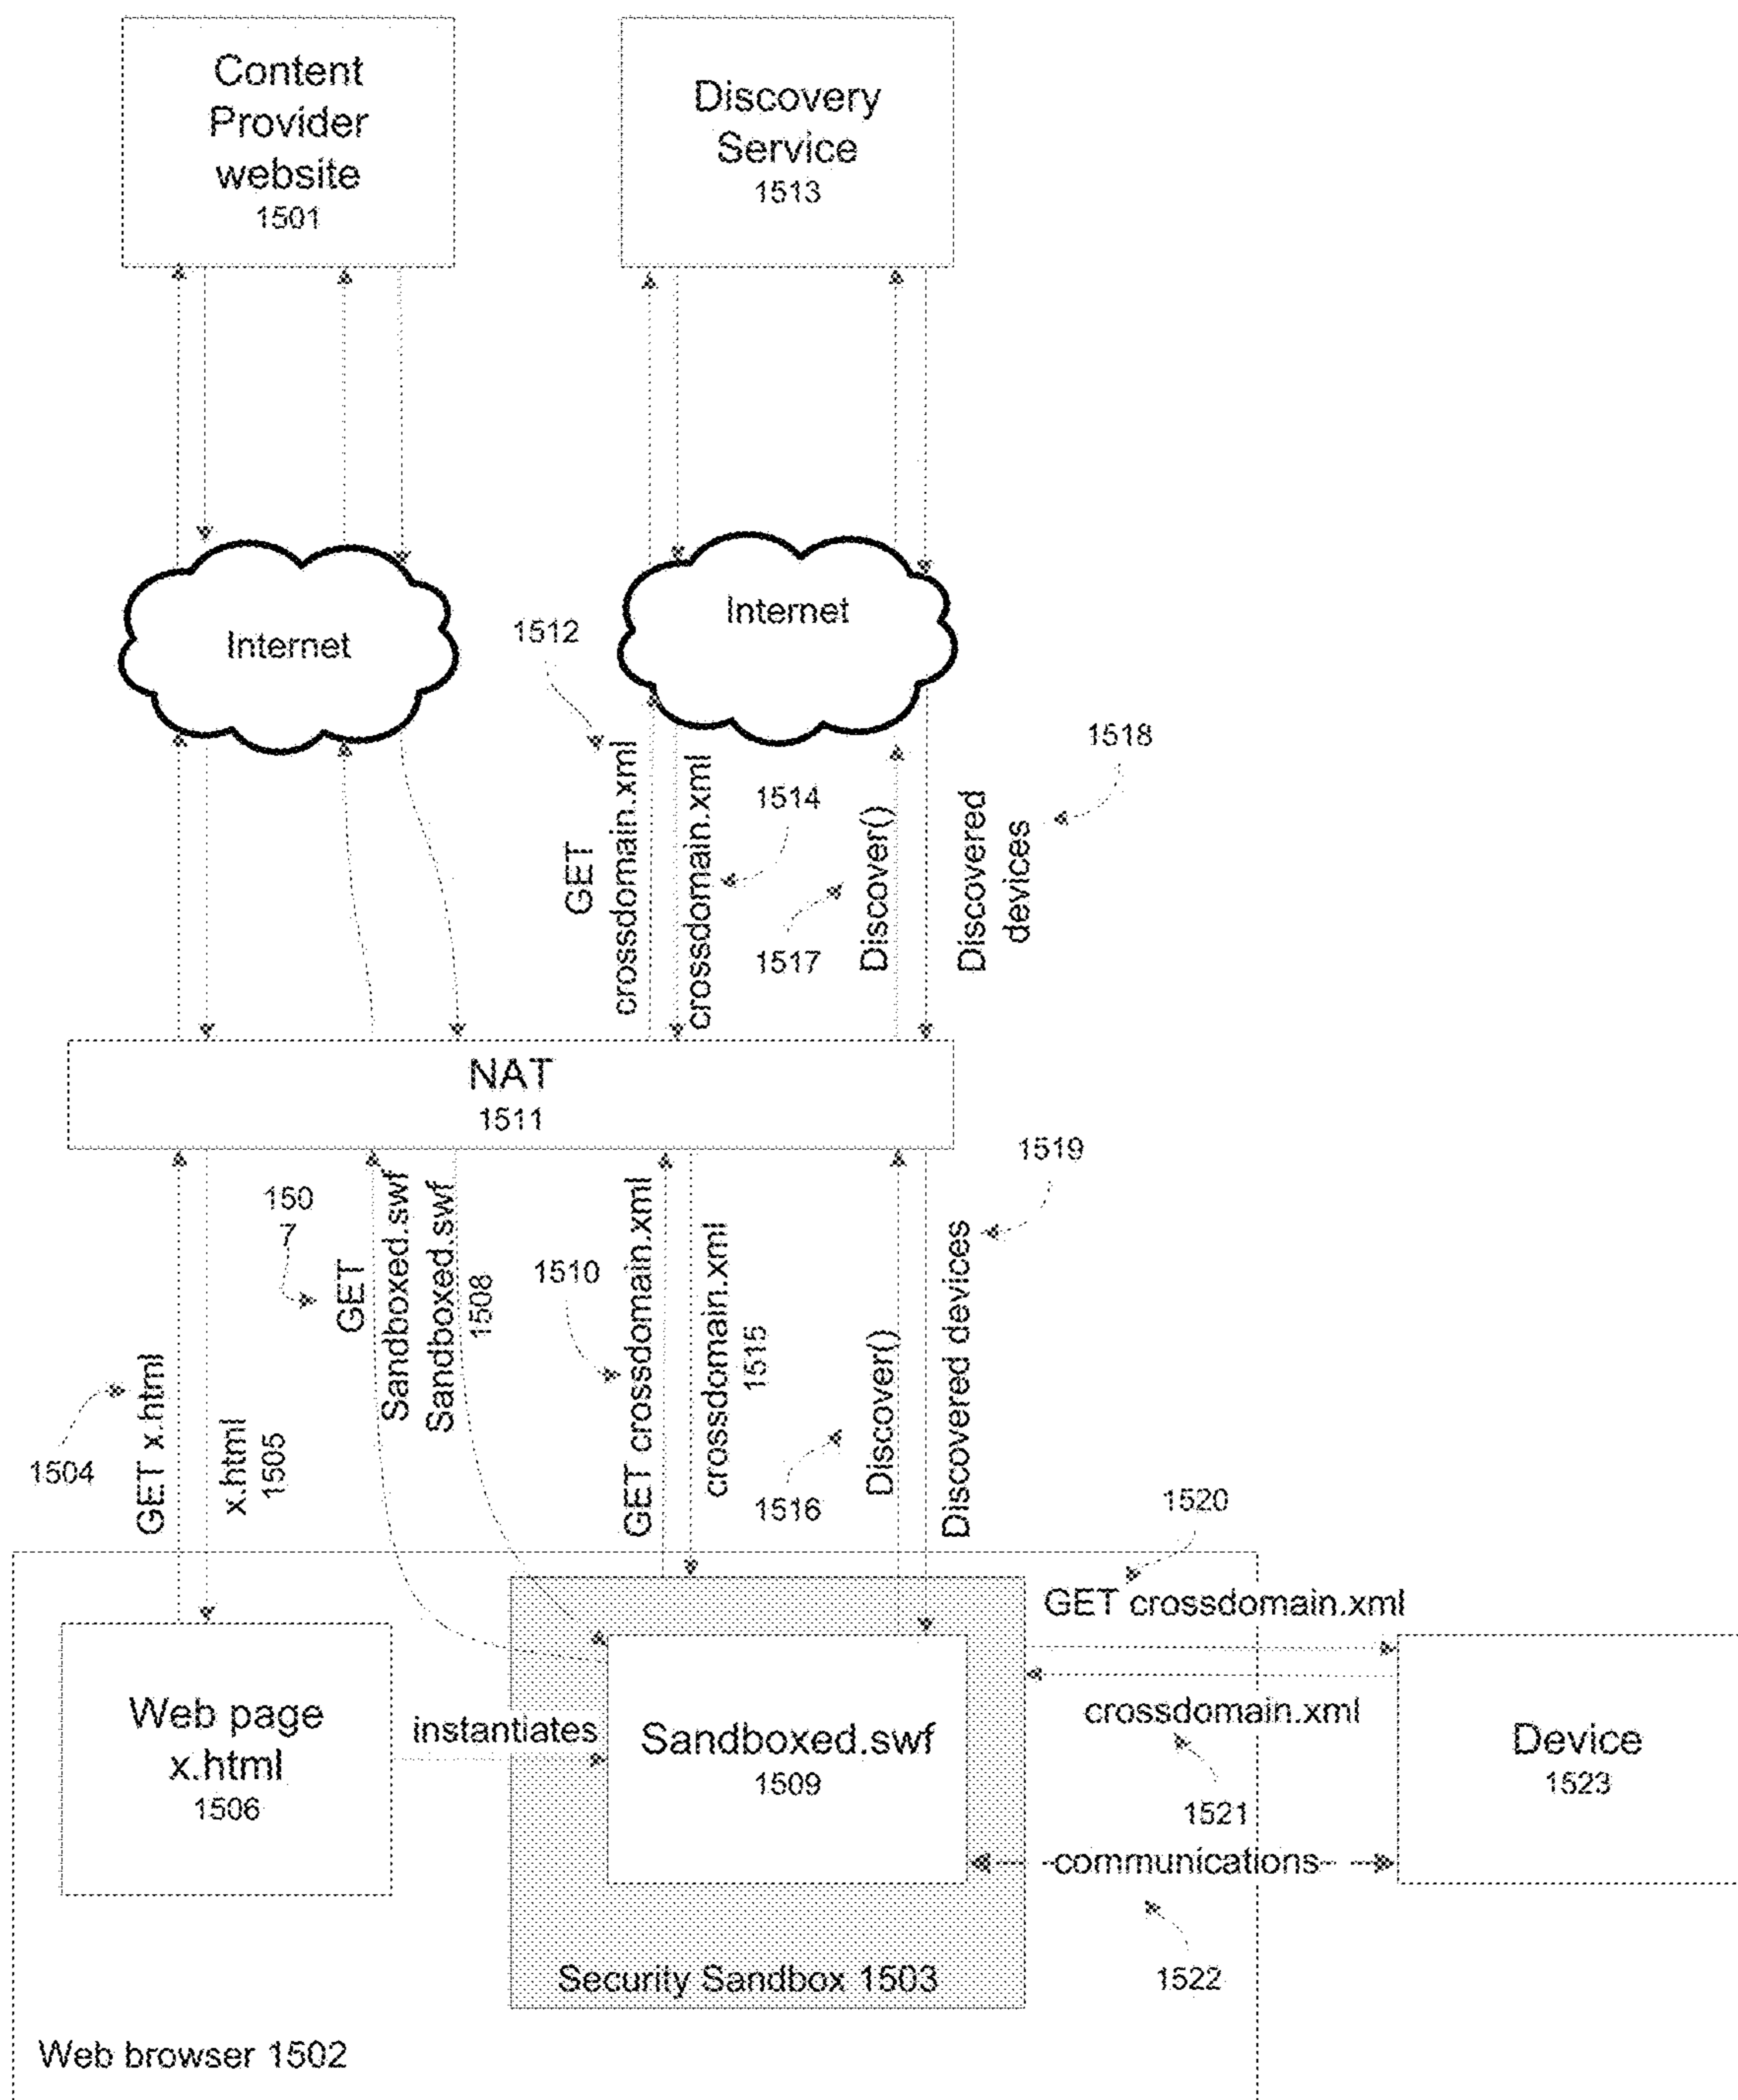 Content
Provider
website
1501
Discovery
Service
1513
Internet
Internet
1512
GET
crossdomain.xml
crossdomain.xml
1514
1517
Discover()
Discovered
devices
1518
NAT
1511
1504
GET x.html
x.html
1505
150
7
GET
Sandboxed.swf
Sandboxed.swf
1508
1510
GET crossdomain.xml
crossdomain.xml
1515
1516
Discover()
Discovered devices
1519
1520
GET crossdomain.xml
Web page
x.html
1506
instantiates
Sandboxed.swf
1509
crossdomain.xml
1521
Device
1523
communications
1522
Security Sandbox 1503
Web browser 1502